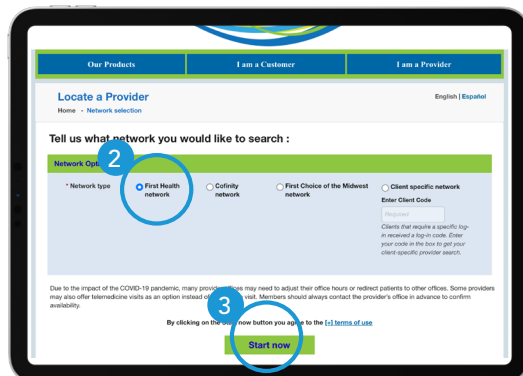 Our Products I am a Customer I am a Provider
Locate a Provider English | Español
Home - Network selection
Tell us what network you would like to search :
2
Network
* Network type First Health network Cofinity network First Choice of the Midwest network Client specific network
Enter Client Code
Required
Clients that require a specific log-
in received a log-in code. Enter
your code in the box to get your
client-specific provider search.
Due to the impact of the COVID-19 pandemic, many may need to adjust their office hours or redirect patients to other offices. Some providers
may also offer telemedicine visits as an option instead visit. Members should always contact the provider's office in advance to confirm
availability.
3
By clicking on the now button you agree to the [+] terms of use
Start now